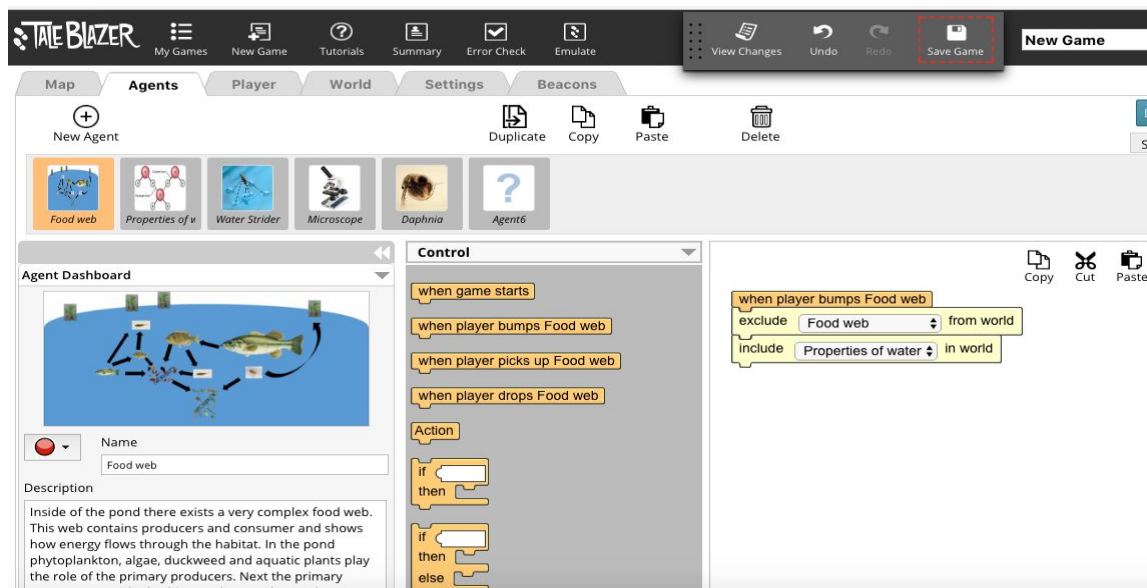 TALEBLAZER
My Games
New Game
Tutorials
Summary
Error Check
Emulate
View Changes
Undo
Redo
Save Game
New Game
Map
Agents
Player
World
Settings
Beacons
New Agent
Duplicate
Copy
Paste
Delete
Food web
Properties of w
Water Strider
Microscope
Daphnia
?
Agent6
Agent Dashboard
Name
Food web
Description
Inside of the pond there exists a very complex food web.
This web contains producers and consumer and shows
how energy flows through the habitat. In the pond
phytoplankton, algae, duckweed and aquatic plants play
the role of the primary producers. Next the primary
Control
when game starts
when player bumps Food web
when player picks up Food web
when player drops Food web
Action
if
then
if
then
else
Copy
Cut
Paste
when player bumps Food web
exclude Food web from world
include Properties of water in world